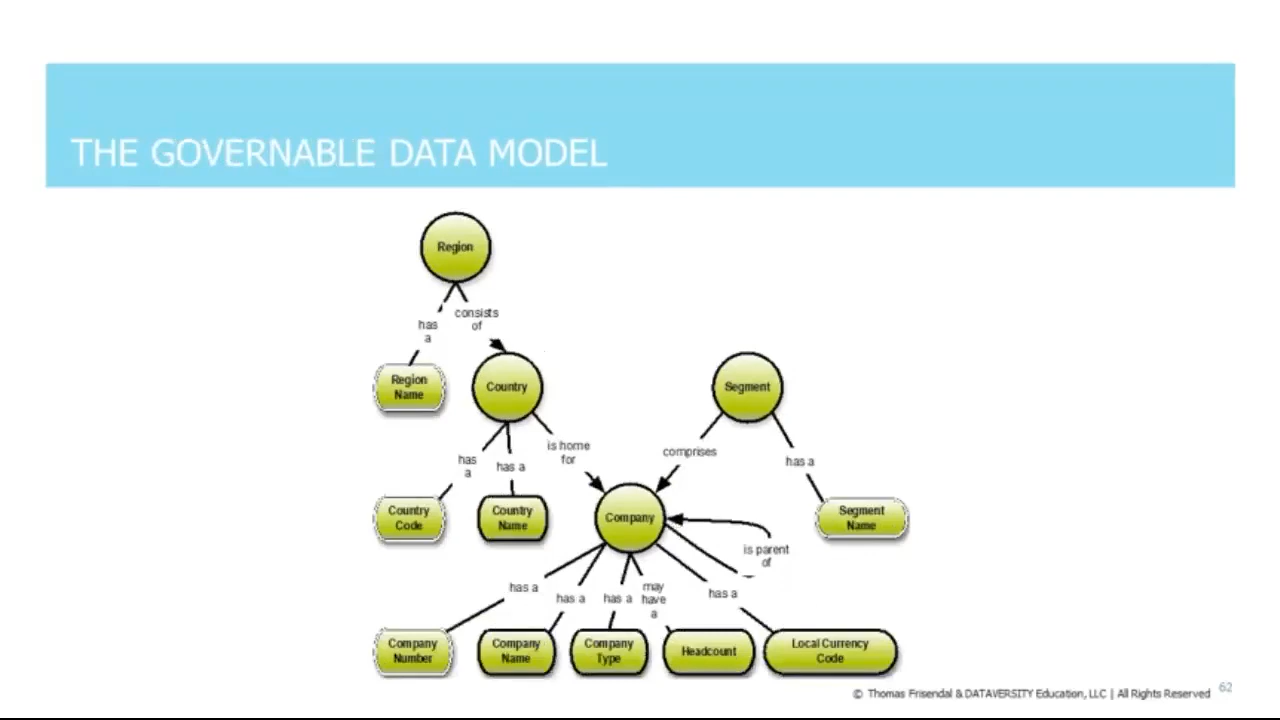 THE GOVERNABLE DATA MODEL
Region
has
a
consists
of
Region
Name
Country
Segment
has
a
has a
is home
for
comprises
has a
Country
Code
Country
Name
Company
Segment
Name
is parent
of
has a
has a
has a
may
have
a
has a
Company
Number
Company
Name
Company
Type
Headcount
Local Currency
Code
© Thomas Frisendal & DATAVERSITY Education, LLC | All Rights Reserved
62